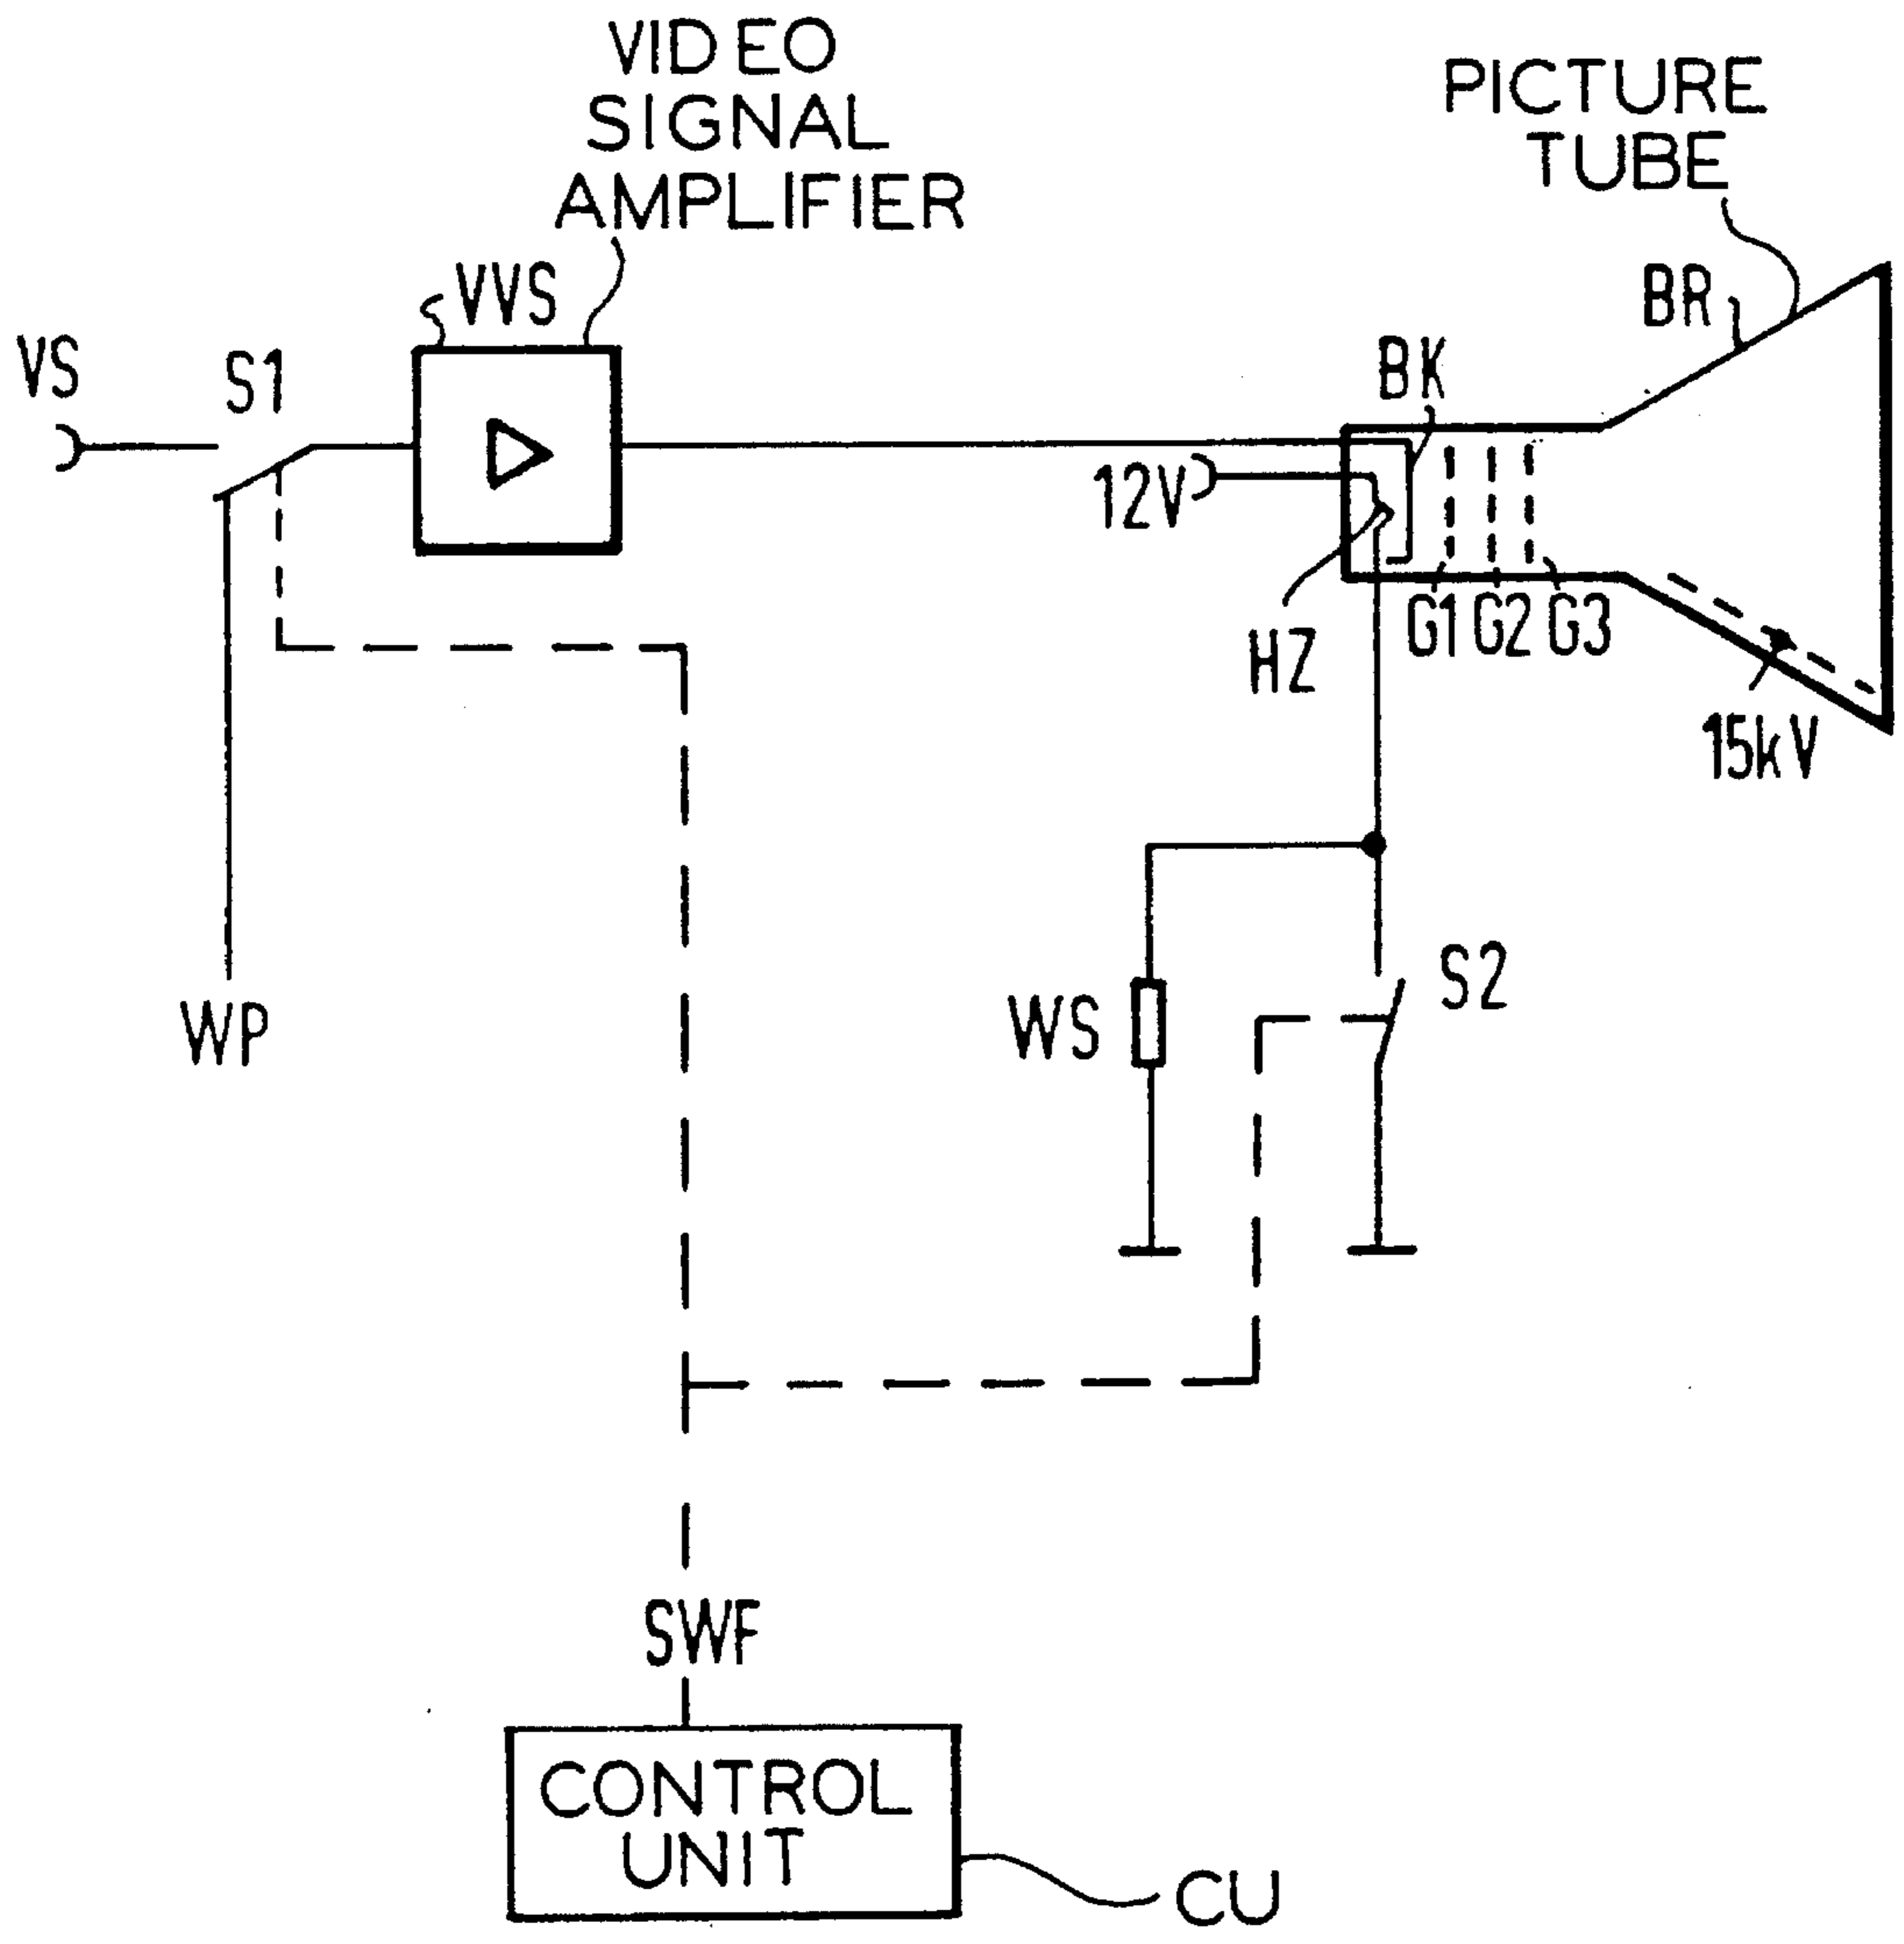 VIDEO
SIGNAL
AMPLIFIER
PICTURE
TUBE
VVS
BR
VS
S1
BK
12V
HZ
G1 G2 G3
15kV
WP
WS
S2
SWF
CONTROL
UNIT
CU